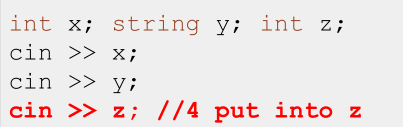 int x; string y; int z;
cin >> x;
cin >> y;
cin >> z; //4 put into z